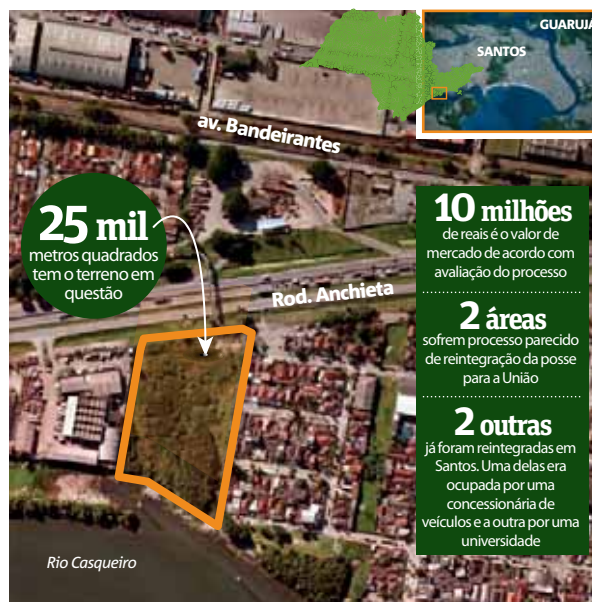 GUARUJÁ
SANTOS
av. Bandeirantes
25 mil
metros quadrados
tem o terreno em
questão
Rod. Anchieta
10 milhões
de reais é o valor de
mercado de acordo com
avaliação do processo
2 áreas
sofrem processo parecido
de reintegração da posse
para a União
2 outras
já foram reintegradas em
Santos. Uma delas era
ocupada por uma
concessionária de
veículos e a outra por uma
universidade
Rio Casqueiro